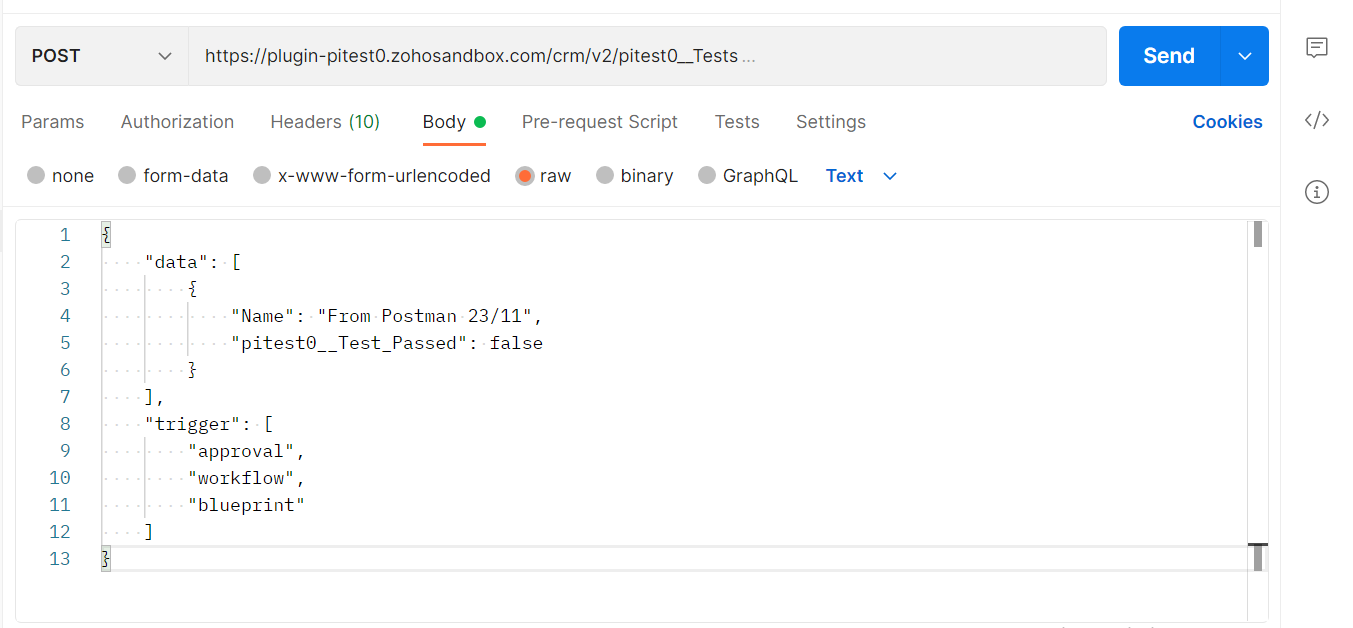 POST https://plugin-pitest0.zohosandbox.com/crm/v2/pitest0__Tests ... Send
Params Authorization Headers (10) Body Pre-request Script Tests Settings Cookies
none form-data x-www-form-urlencoded raw binary GraphQL Text
1 {
2 "data": [
3 {
4 "Name": "From Postman 23/11",
5 "pitest0__Test_Passed": false
6 }
7 ],
8 "trigger": [
9 "approval",
10 "workflow",
11 "blueprint"
12 ]
13 }